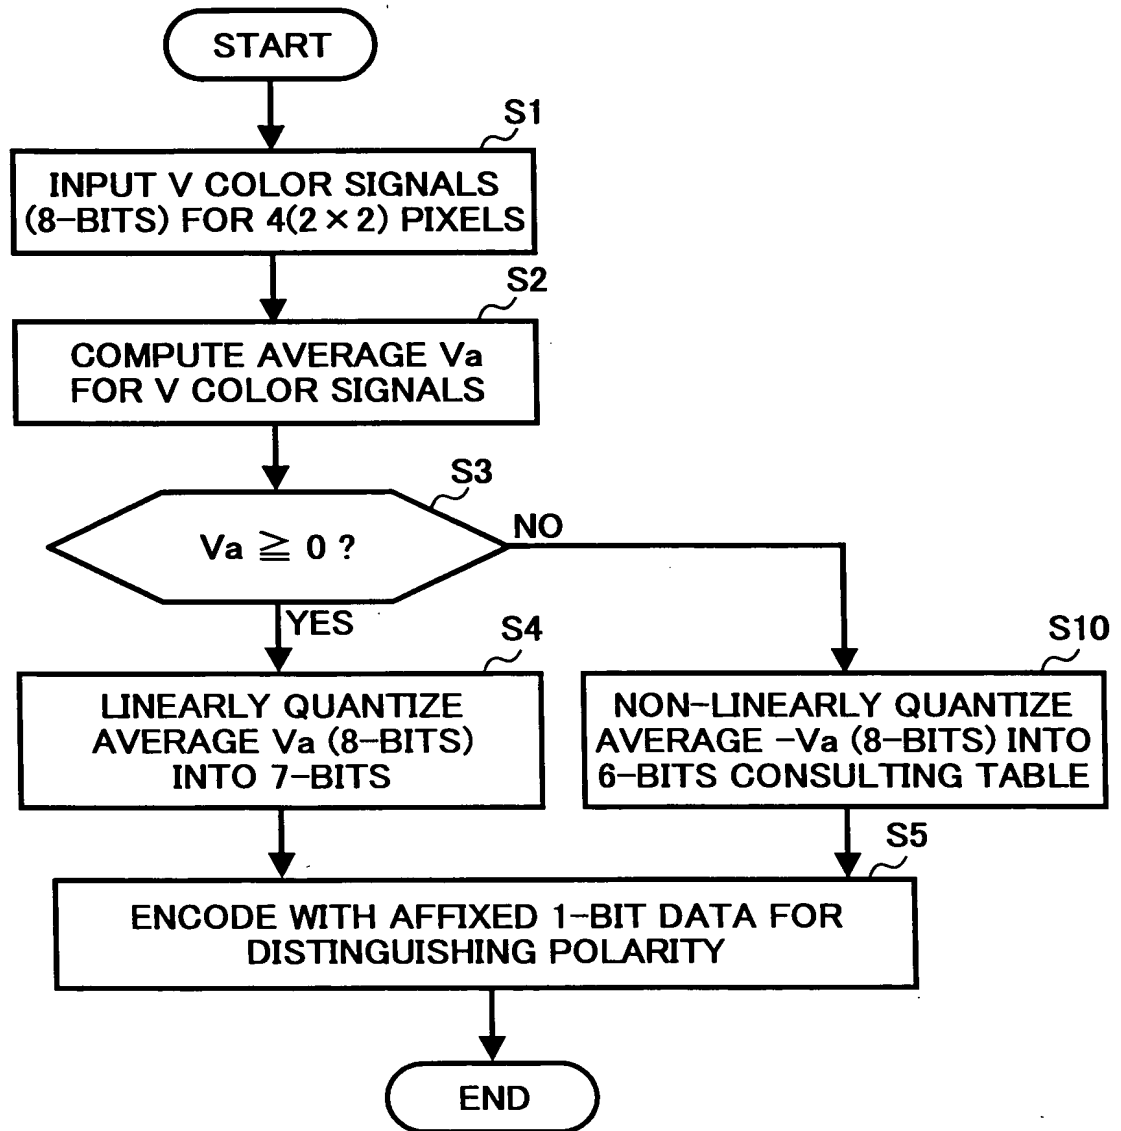 START
S1
INPUT V COLOR SIGNALS
(8-BITS) FOR 4(2 × 2) PIXELS
S2
COMPUTE AVERAGE Va
FOR V COLOR SIGNALS
S3
Va ≧ 0 ?
NO
YES
S4
LINEARLY QUANTIZE
AVERAGE Va (8-BITS)
INTO 7-BITS
S10
NON-LINEARLY QUANTIZE
AVERAGE -Va (8-BITS) INTO
6-BITS CONSULTING TABLE
S5
ENCODE WITH AFFIXED 1-BIT DATA FOR
DISTINGUISHING POLARITY
END